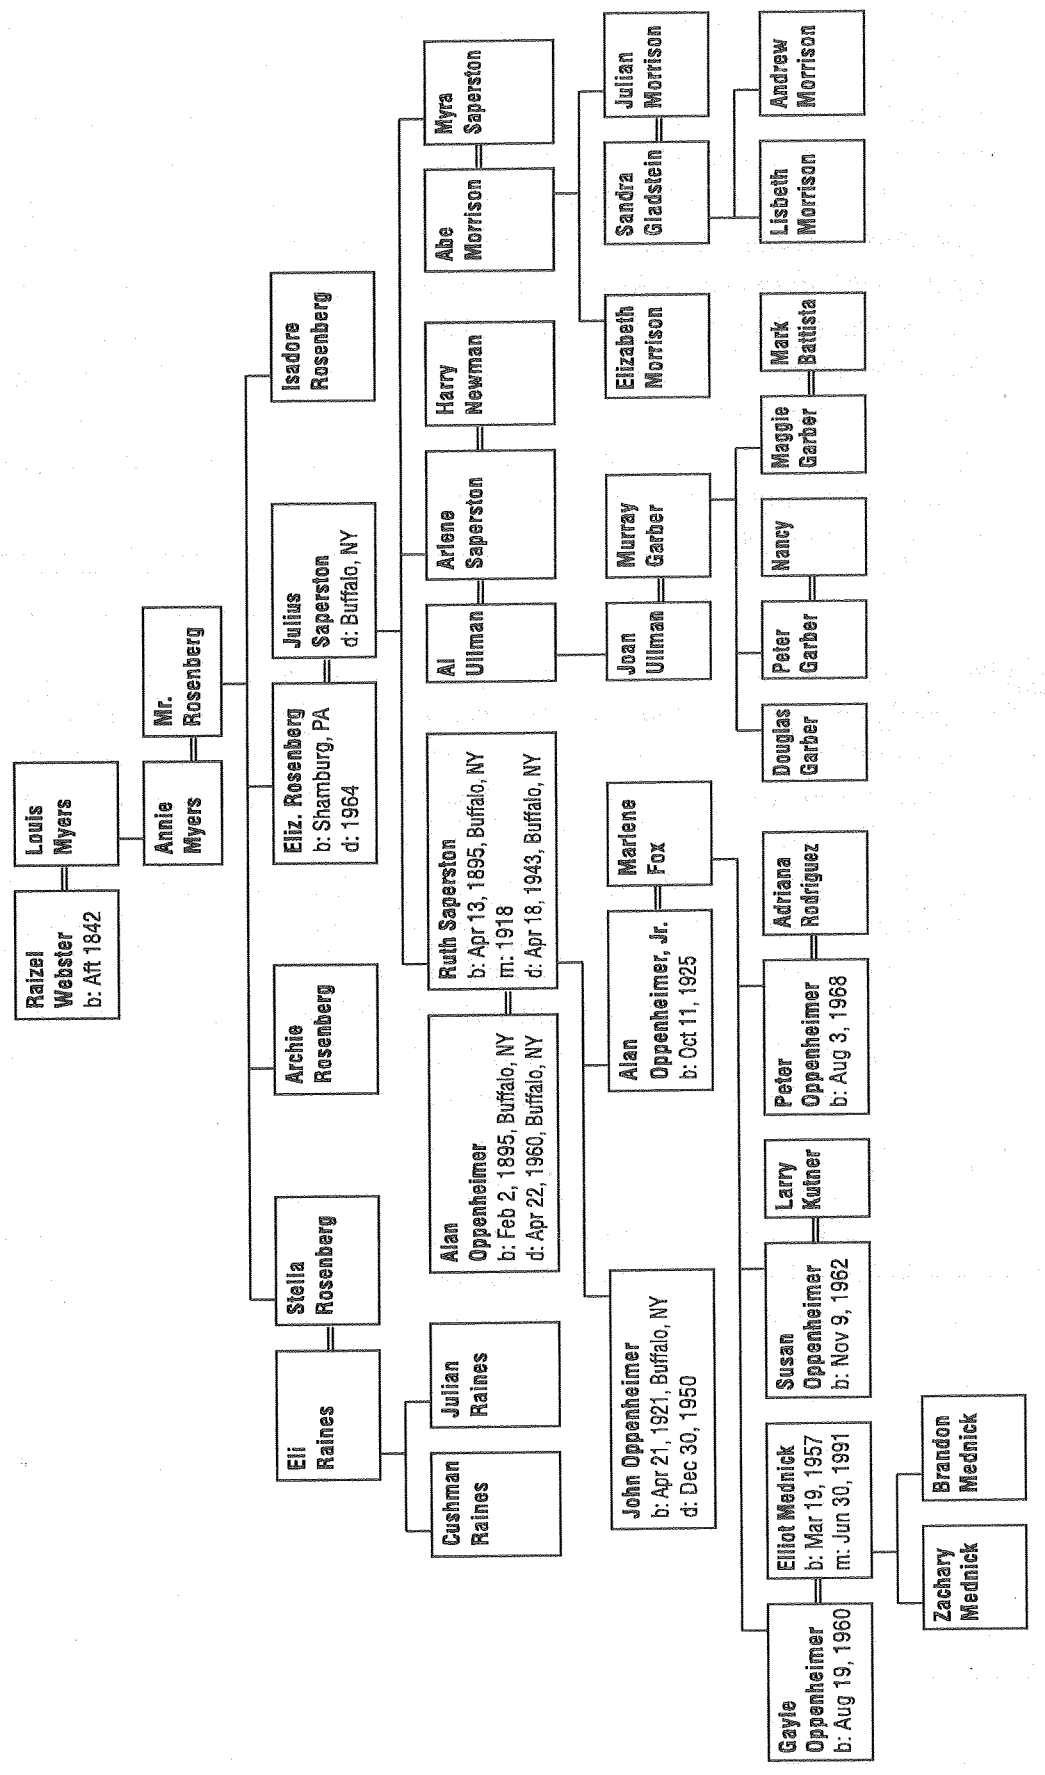 Raizel
Webster
b: Aft 1842
Louis
Myers
Annie
Myers
Mr.
Rosenberg
Eli
Raines
Stella
Rosenberg
Archie
Rosenberg
Eliz. Rosenberg
b: Shamburg, PA
d: 1964
Julius
Saperston
d: Buffalo, NY
Isadore
Rosenberg
Cushman
Raines
Julian
Raines
Alan
Oppenheimer
b: Feb 2, 1895, Buffalo, NY
d: Apr 22, 1960, Buffalo, NY
Ruth Saperston
b: Apr 13, 1895, Buffalo, NY
m: 1918
d: Apr 18, 1943, Buffalo, NY
Al
Ullman
Arlene
Saperston
Harry
Newman
Abe
Morrison
Myra
Saperston
John Oppenheimer
b: Apr 21, 1921, Buffalo, NY
d: Dec 30, 1950
Alan
Oppenheimer, Jr.
b: Oct 11, 1925
Marlene
Fox
Joan
Ullman
Murray
Garber
Elizabeth
Morrison
Sandra
Gladstein
Julian
Morrison
Gayle
Oppenheimer
b: Aug 19, 1960
Elliot Mednick
b: Mar 19, 1957
m: Jun 30, 1991
Susan
Oppenheimer
b: Nov 9, 1962
Larry
Kutner
Peter
Oppenheimer
b: Aug 3, 1968
Adriana
Rodriguez
Douglas
Garber
Peter
Garber
Nancy
Maggie
Garber
Mark
Battista
Lisbeth
Morrison
Andrew
Morrison
Zachary
Mednick
Brandon
Mednick